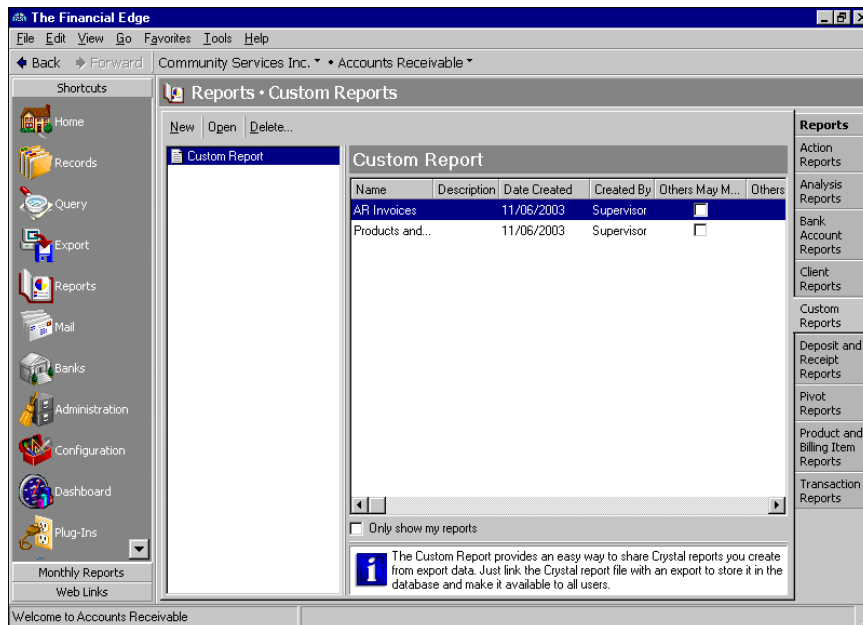 The Financial Edge
File Edit View Go Favorites Tools Help
Back Forward Community Services Inc. • Accounts Receivable
Shortcuts
Home
Records
Query
Export
Reports
Mail
Banks
Administration
Configuration
Dashboard
Plug-Ins
Monthly Reports
Web Links
Reports • Custom Reports
New Open Delete...
Custom Report
Custom Report
Name Description Date Created Created By Others May M... Others
AR Invoices 11/06/2003 Supervisor
Products and... 11/06/2003 Supervisor
Only show my reports
The Custom Report provides an easy way to share Crystal reports you create
from export data. Just link the Crystal report file with an export to store it in the
database and make it available to all users.
Reports
Action
Reports
Analysis
Reports
Bank
Account
Reports
Client
Reports
Custom
Reports
Deposit and
Receipt
Reports
Pivot
Reports
Product and
Billing Item
Reports
Transaction
Reports
Welcome to Accounts Receivable